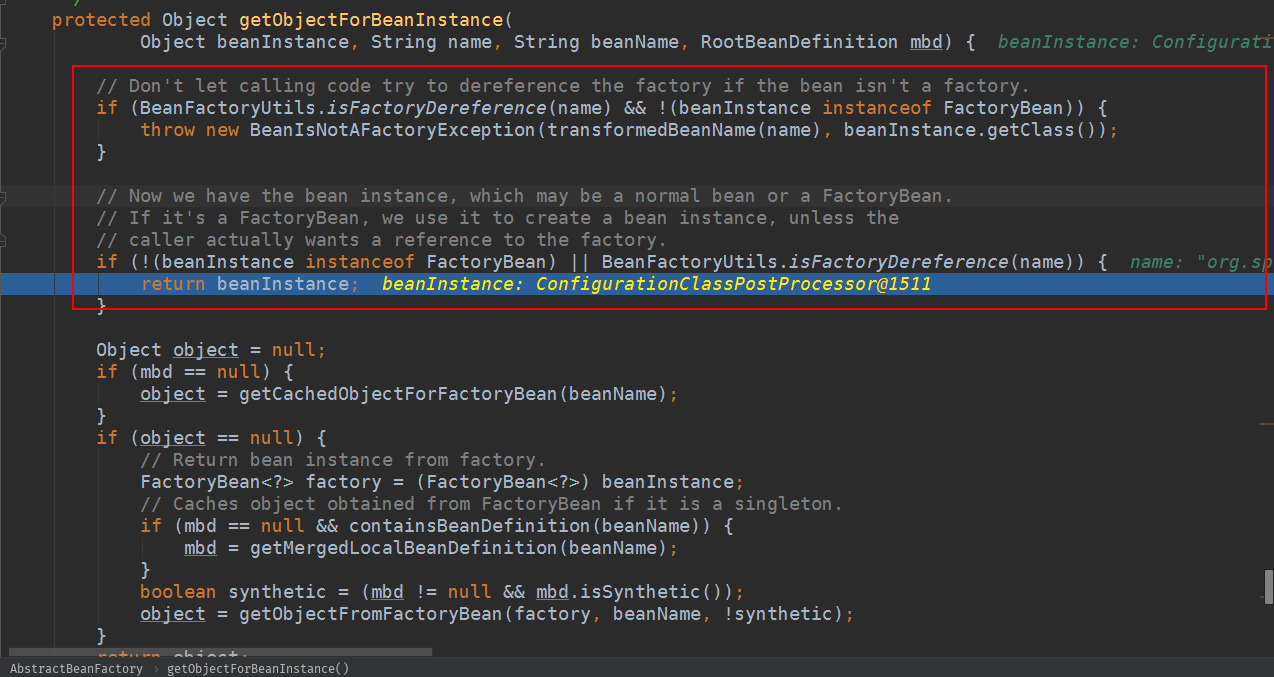 protected Object getObjectForBeanInstance(
Object beanInstance, String name, String beanName, RootBeanDefinition mbd) {  beanInstance: Configurati
// Don't let calling code try to dereference the factory if the bean isn't a factory.
if (BeanFactoryUtils.isFactoryDereference(name) && !(beanInstance instanceof FactoryBean)) {
throw new BeanIsNotAFactoryException(transformedBeanName(name), beanInstance.getClass());
}
// Now we have the bean instance, which may be a normal bean or a FactoryBean.
// If it's a FactoryBean, we use it to create a bean instance, unless the
// caller actually wants a reference to the factory.
if (!(beanInstance instanceof FactoryBean) || BeanFactoryUtils.isFactoryDereference(name)) {  name: "org.sp
return beanInstance;  beanInstance: ConfigurationClassPostProcessor@1511
}
Object object = null;
if (mbd == null) {
object = getCachedObjectForFactoryBean(beanName);
}
if (object == null) {
// Return bean instance from factory.
FactoryBean<?> factory = (FactoryBean<?>) beanInstance;
// Caches object obtained from FactoryBean if it is a singleton.
if (mbd == null && containsBeanDefinition(beanName)) {
mbd = getMergedLocalBeanDefinition(beanName);
}
boolean synthetic = (mbd != null && mbd.isSynthetic());
object = getObjectFromFactoryBean(factory, beanName, !synthetic);
}
return object;
AbstractBeanFactory › getObjectForBeanInstance()